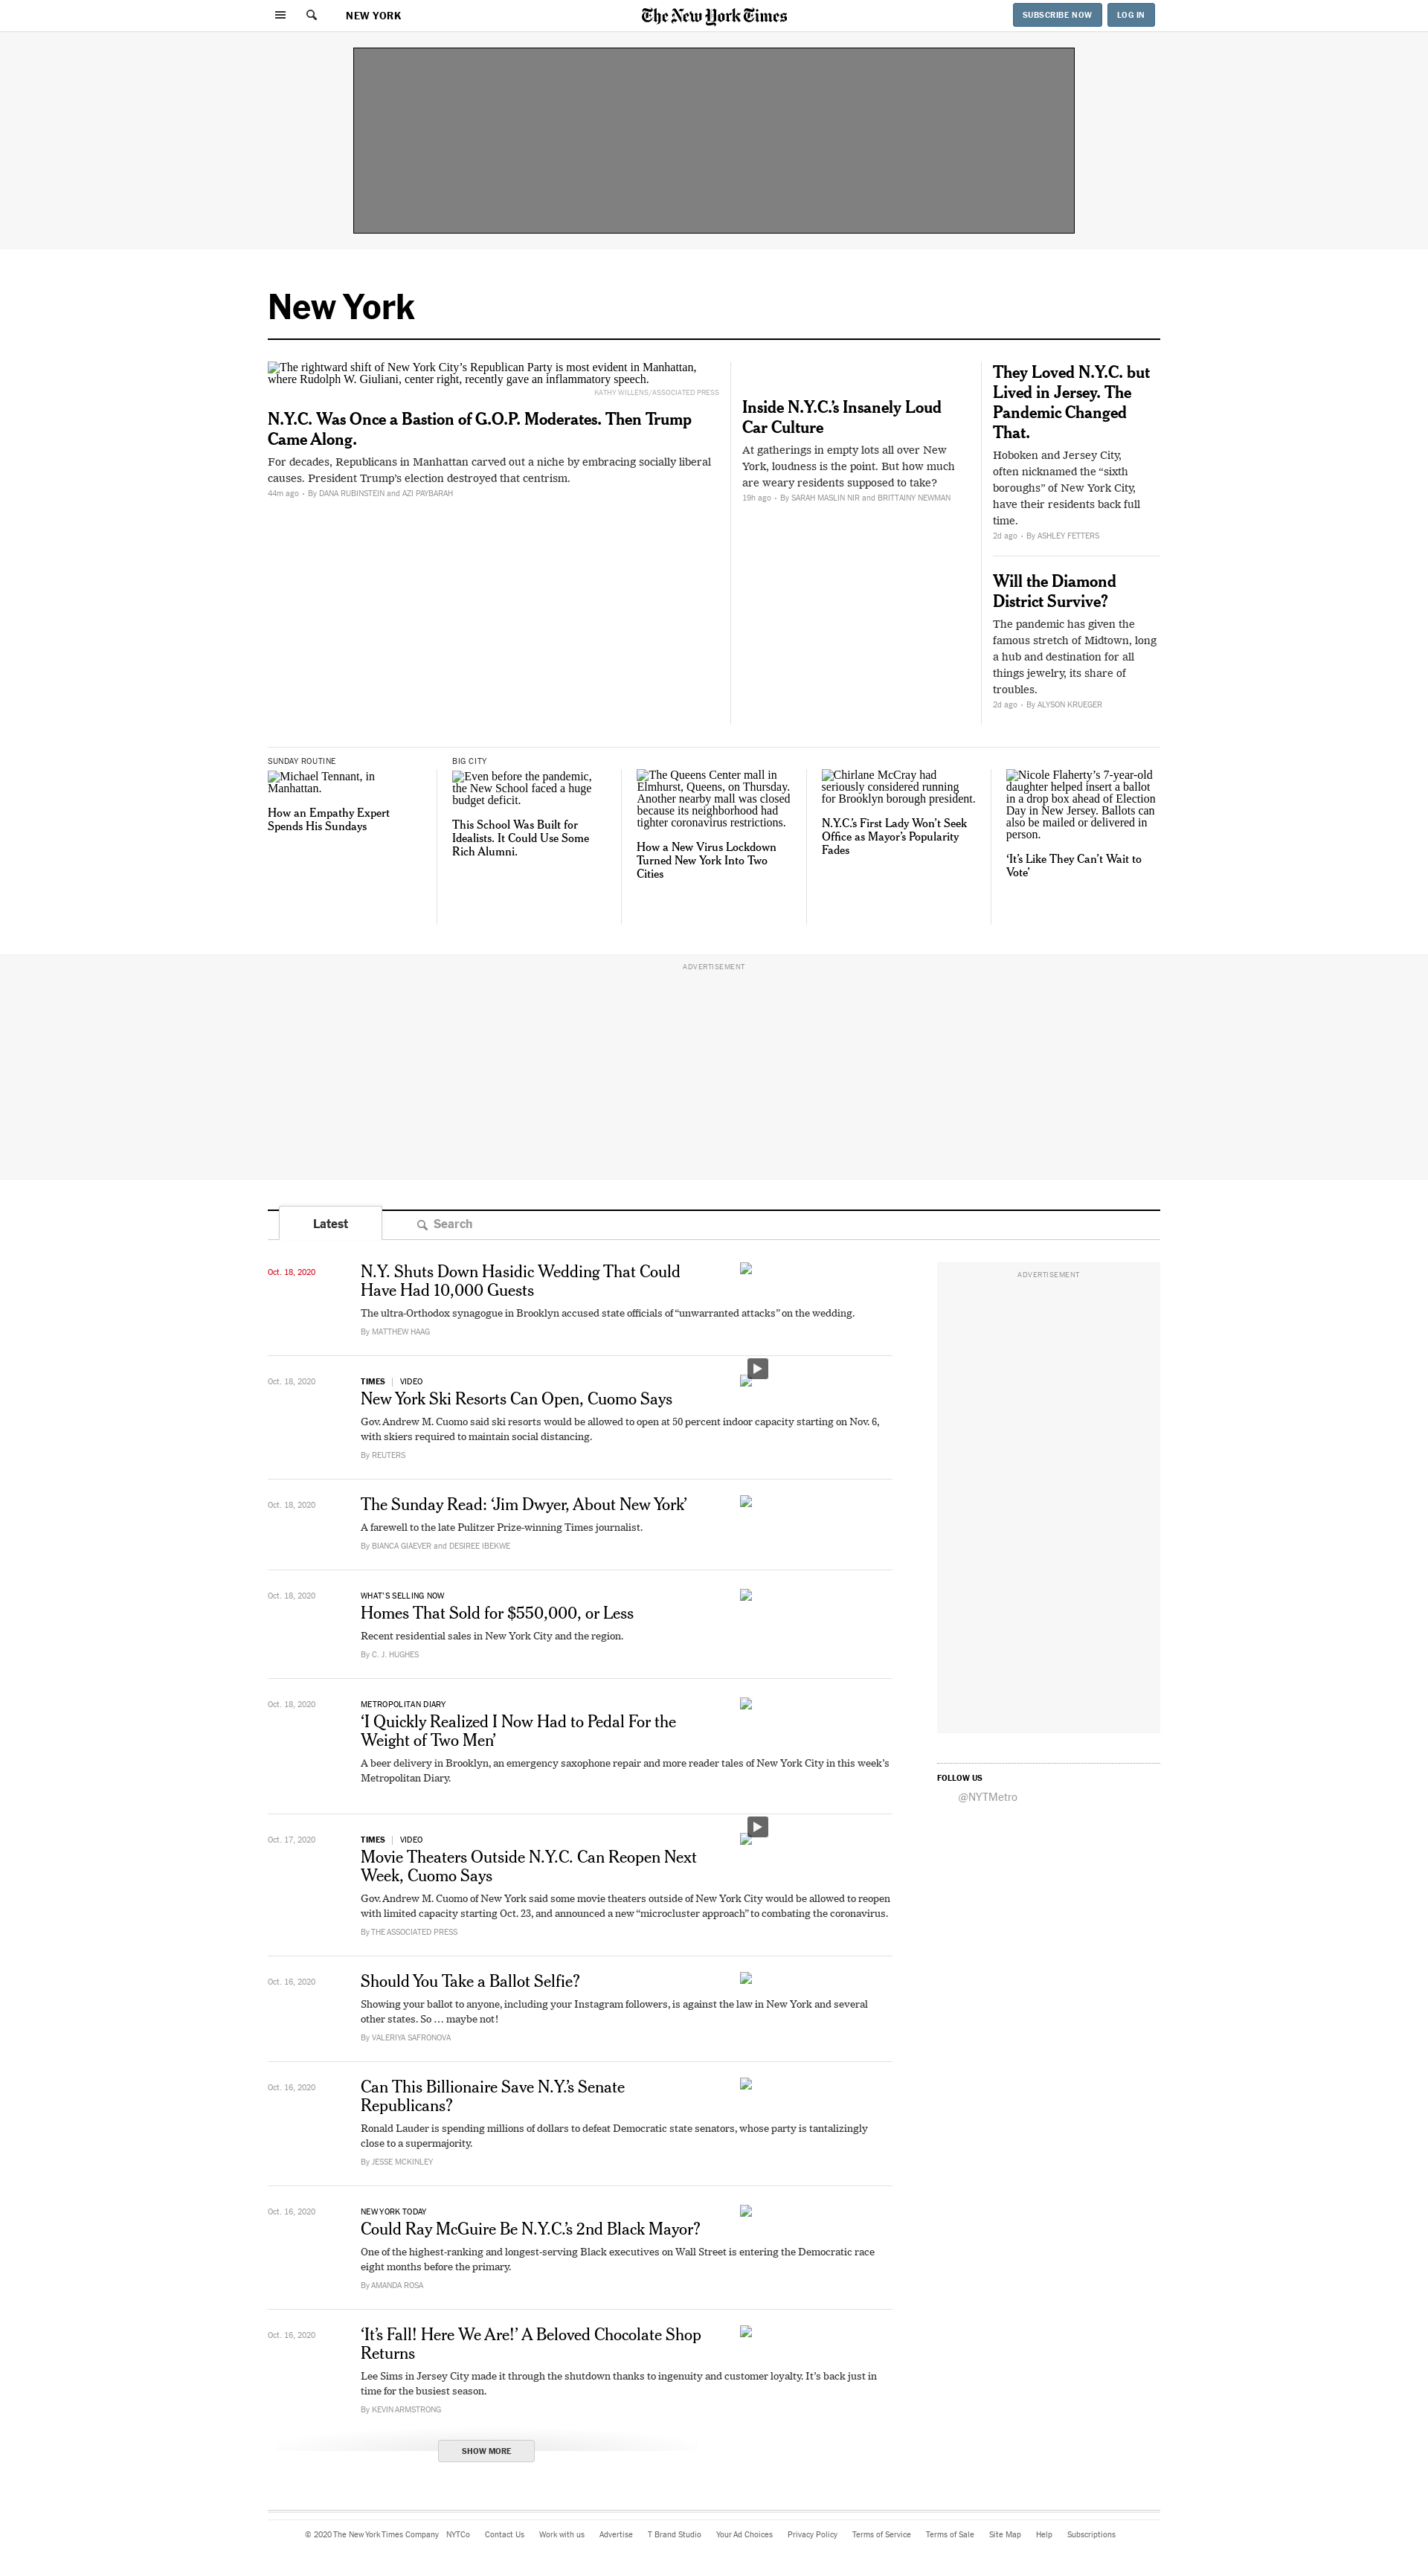 NEW YORK
The New York Times
SUBSCRIBE NOW
LOG IN
New York
The rightward shift of New York City’s Republican Party is most evident in Manhattan,
where Rudolph W. Giuliani, center right, recently gave an inflammatory speech.
KATHY WILLENS/ASSOCIATED PRESS
N.Y.C. Was Once a Bastion of G.O.P. Moderates. Then Trump
Came Along.
For decades, Republicans in Manhattan carved out a niche by embracing socially liberal
causes. President Trump’s election destroyed that centrism.
44m ago • By DANA RUBINSTEIN and AZI PAYBARAH
Inside N.Y.C.’s Insanely Loud
Car Culture
At gatherings in empty lots all over New
York, loudness is the point. But how much
are weary residents supposed to take?
19h ago • By SARAH MASLIN NIR and BRITTAINY NEWMAN
They Loved N.Y.C. but
Lived in Jersey. The
Pandemic Changed
That.
Hoboken and Jersey City,
often nicknamed the “sixth
boroughs” of New York City,
have their residents back full
time.
2d ago • By ASHLEY FETTERS
Will the Diamond
District Survive?
The pandemic has given the
famous stretch of Midtown, long
a hub and destination for all
things jewelry, its share of
troubles.
2d ago • By ALYSON KRUEGER
SUNDAY ROUTINE
Michael Tennant, in
Manhattan.
How an Empathy Expert
Spends His Sundays
BIG CITY
Even before the pandemic,
the New School faced a huge
budget deficit.
This School Was Built for
Idealists. It Could Use Some
Rich Alumni.
The Queens Center mall in
Elmhurst, Queens, on Thursday.
Another nearby mall was closed
because its neighborhood had
tighter coronavirus restrictions.
How a New Virus Lockdown
Turned New York Into Two
Cities
Chirlane McCray had
seriously considered running
for Brooklyn borough president.
N.Y.C.’s First Lady Won’t Seek
Office as Mayor’s Popularity
Fades
Nicole Flaherty’s 7-year-old
daughter helped insert a ballot
in a drop box ahead of Election
Day in New Jersey. Ballots can
also be mailed or delivered in
person.
‘It’s Like They Can’t Wait to
Vote’
ADVERTISEMENT
Latest
Search
Oct. 18, 2020
N.Y. Shuts Down Hasidic Wedding That Could
Have Had 10,000 Guests
The ultra-Orthodox synagogue in Brooklyn accused state officials of “unwarranted attacks” on the wedding.
By MATTHEW HAAG
ADVERTISEMENT
Oct. 18, 2020
TIMES | VIDEO
New York Ski Resorts Can Open, Cuomo Says
Gov. Andrew M. Cuomo said ski resorts would be allowed to open at 50 percent indoor capacity starting on Nov. 6,
with skiers required to maintain social distancing.
By REUTERS
Oct. 18, 2020
The Sunday Read: ‘Jim Dwyer, About New York’
A farewell to the late Pulitzer Prize-winning Times journalist.
By BIANCA GIAEVER and DESIREE IBEKWE
Oct. 18, 2020
WHAT’S SELLING NOW
Homes That Sold for $550,000, or Less
Recent residential sales in New York City and the region.
By C. J. HUGHES
Oct. 18, 2020
METROPOLITAN DIARY
‘I Quickly Realized I Now Had to Pedal For the
Weight of Two Men’
A beer delivery in Brooklyn, an emergency saxophone repair and more reader tales of New York City in this week’s
Metropolitan Diary.
FOLLOW US
@NYTMetro
Oct. 17, 2020
TIMES | VIDEO
Movie Theaters Outside N.Y.C. Can Reopen Next
Week, Cuomo Says
Gov. Andrew M. Cuomo of New York said some movie theaters outside of New York City would be allowed to reopen
with limited capacity starting Oct. 23, and announced a new “microcluster approach” to combating the coronavirus.
By THE ASSOCIATED PRESS
Oct. 16, 2020
Should You Take a Ballot Selfie?
Showing your ballot to anyone, including your Instagram followers, is against the law in New York and several
other states. So … maybe not!
By VALERIYA SAFRONOVA
Oct. 16, 2020
Can This Billionaire Save N.Y.’s Senate
Republicans?
Ronald Lauder is spending millions of dollars to defeat Democratic state senators, whose party is tantalizingly
close to a supermajority.
By JESSE MCKINLEY
Oct. 16, 2020
NEW YORK TODAY
Could Ray McGuire Be N.Y.C.’s 2nd Black Mayor?
One of the highest-ranking and longest-serving Black executives on Wall Street is entering the Democratic race
eight months before the primary.
By AMANDA ROSA
Oct. 16, 2020
‘It’s Fall! Here We Are!’ A Beloved Chocolate Shop
Returns
Lee Sims in Jersey City made it through the shutdown thanks to ingenuity and customer loyalty. It’s back just in
time for the busiest season.
By KEVIN ARMSTRONG
SHOW MORE
© 2020 The New York Times Company NYTCo Contact Us Work with us Advertise T Brand Studio Your Ad Choices Privacy Policy Terms of Service Terms of Sale Site Map Help Subscriptions